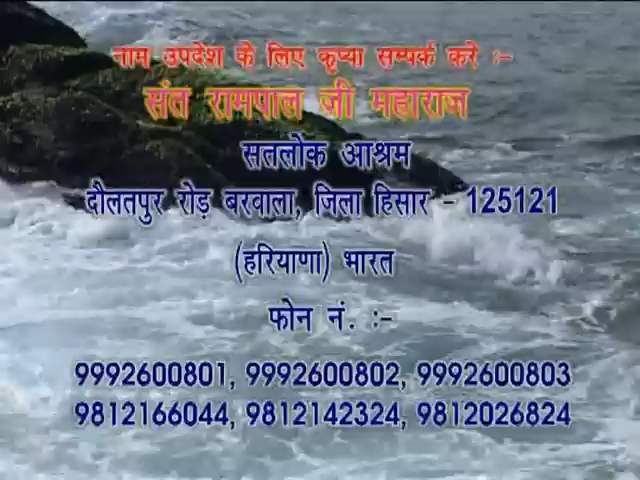 नाम उपदेश के लिए कृप्या सम्पर्क करे :-
संत रामपाल जी महाराज
सतलोक आश्रम
दौलतपुर रोड़ बरवाला, जिला हिसार - 125121
(हरियाणा) भारत
फोन नं. :-
9992600801, 9992600802, 9992600803
9812166044, 9812142324, 9812026824